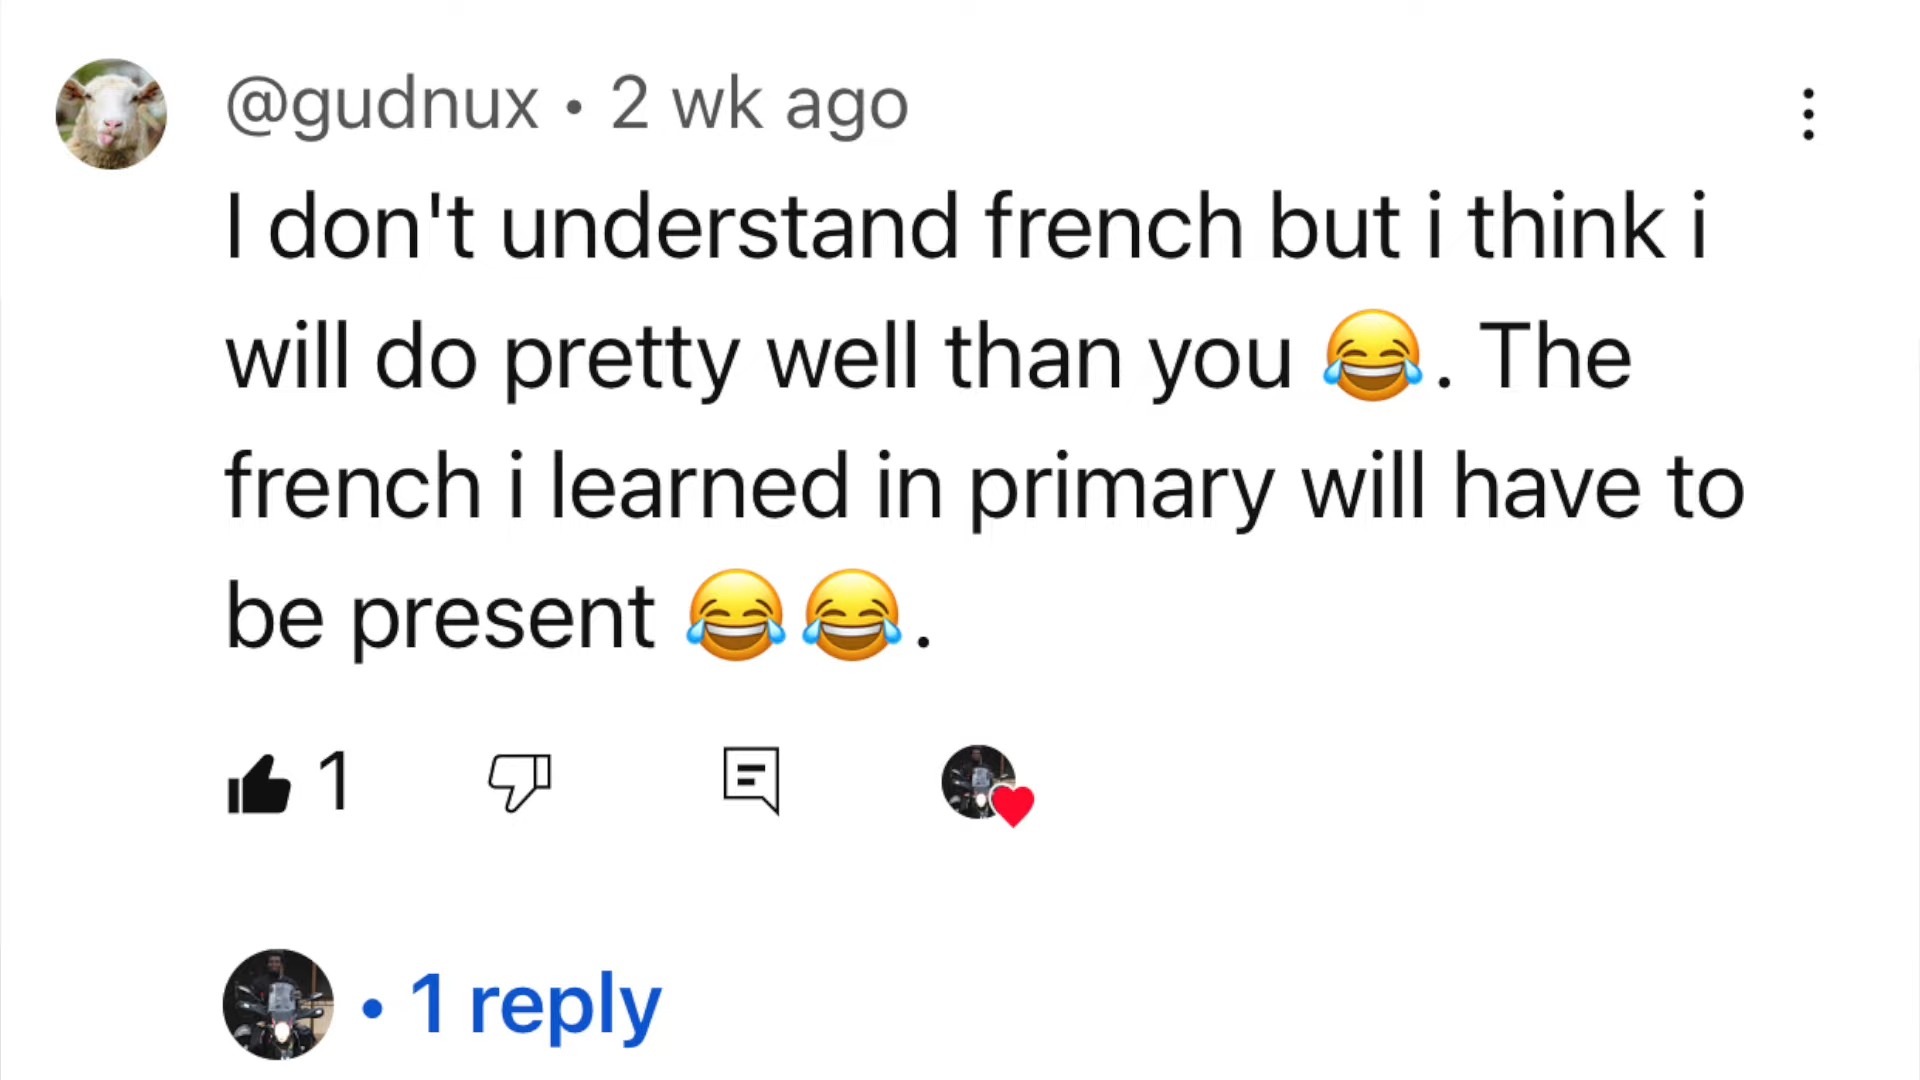 @gudnux • 2 wk ago
I don't understand french but i think i
will do pretty well than you 😂. The
french i learned in primary will have to
be present 😂😂.
1
• 1 reply